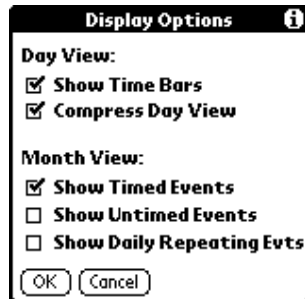 Display Options
Day View:
Show Time Bars
Compress Day View
Month View:
Show Timed Events
Show Untimed Events
Show Daily Repeating Evts
OK Cancel